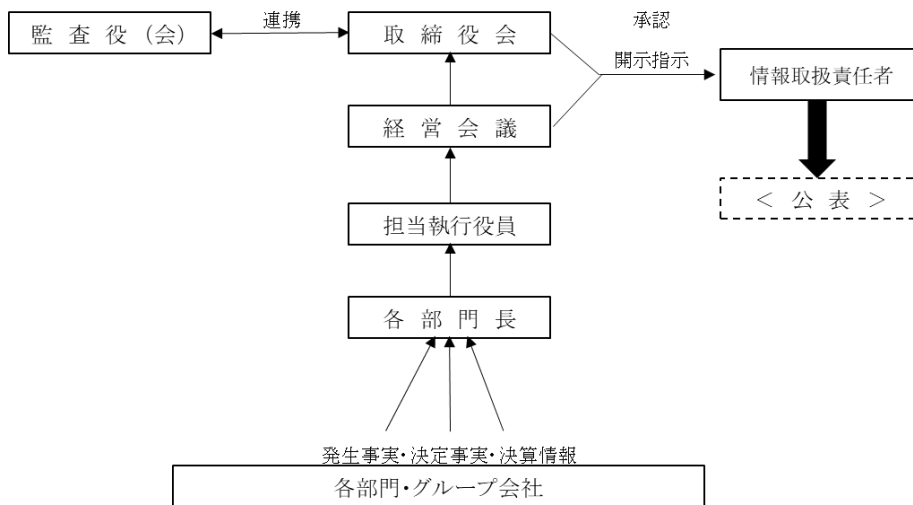 監査役(会)
連携
取締役会
承認
開示指示
情報取扱責任者
経営会議
<公表>
担当執行役員
各部門長
発生事実・決定事実・決算情報
各部門・グループ会社